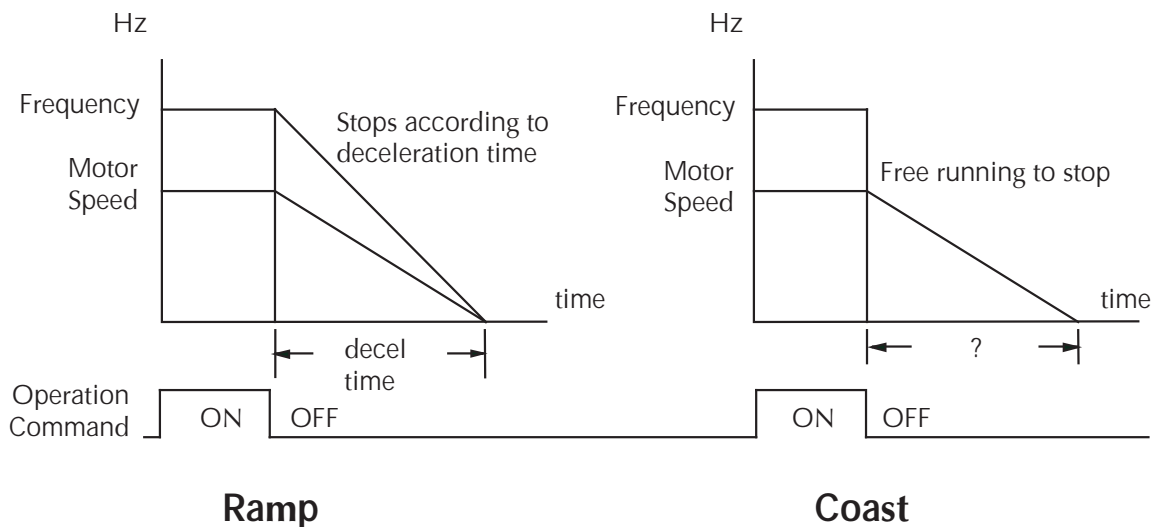 Hz
Frequency
Stops according to
deceleration time
Motor
Speed
time
decel
time
Operation
Command
ON
OFF
Ramp
Hz
Frequency
Motor
Speed
Free running to stop
time
?
ON
OFF
Coast